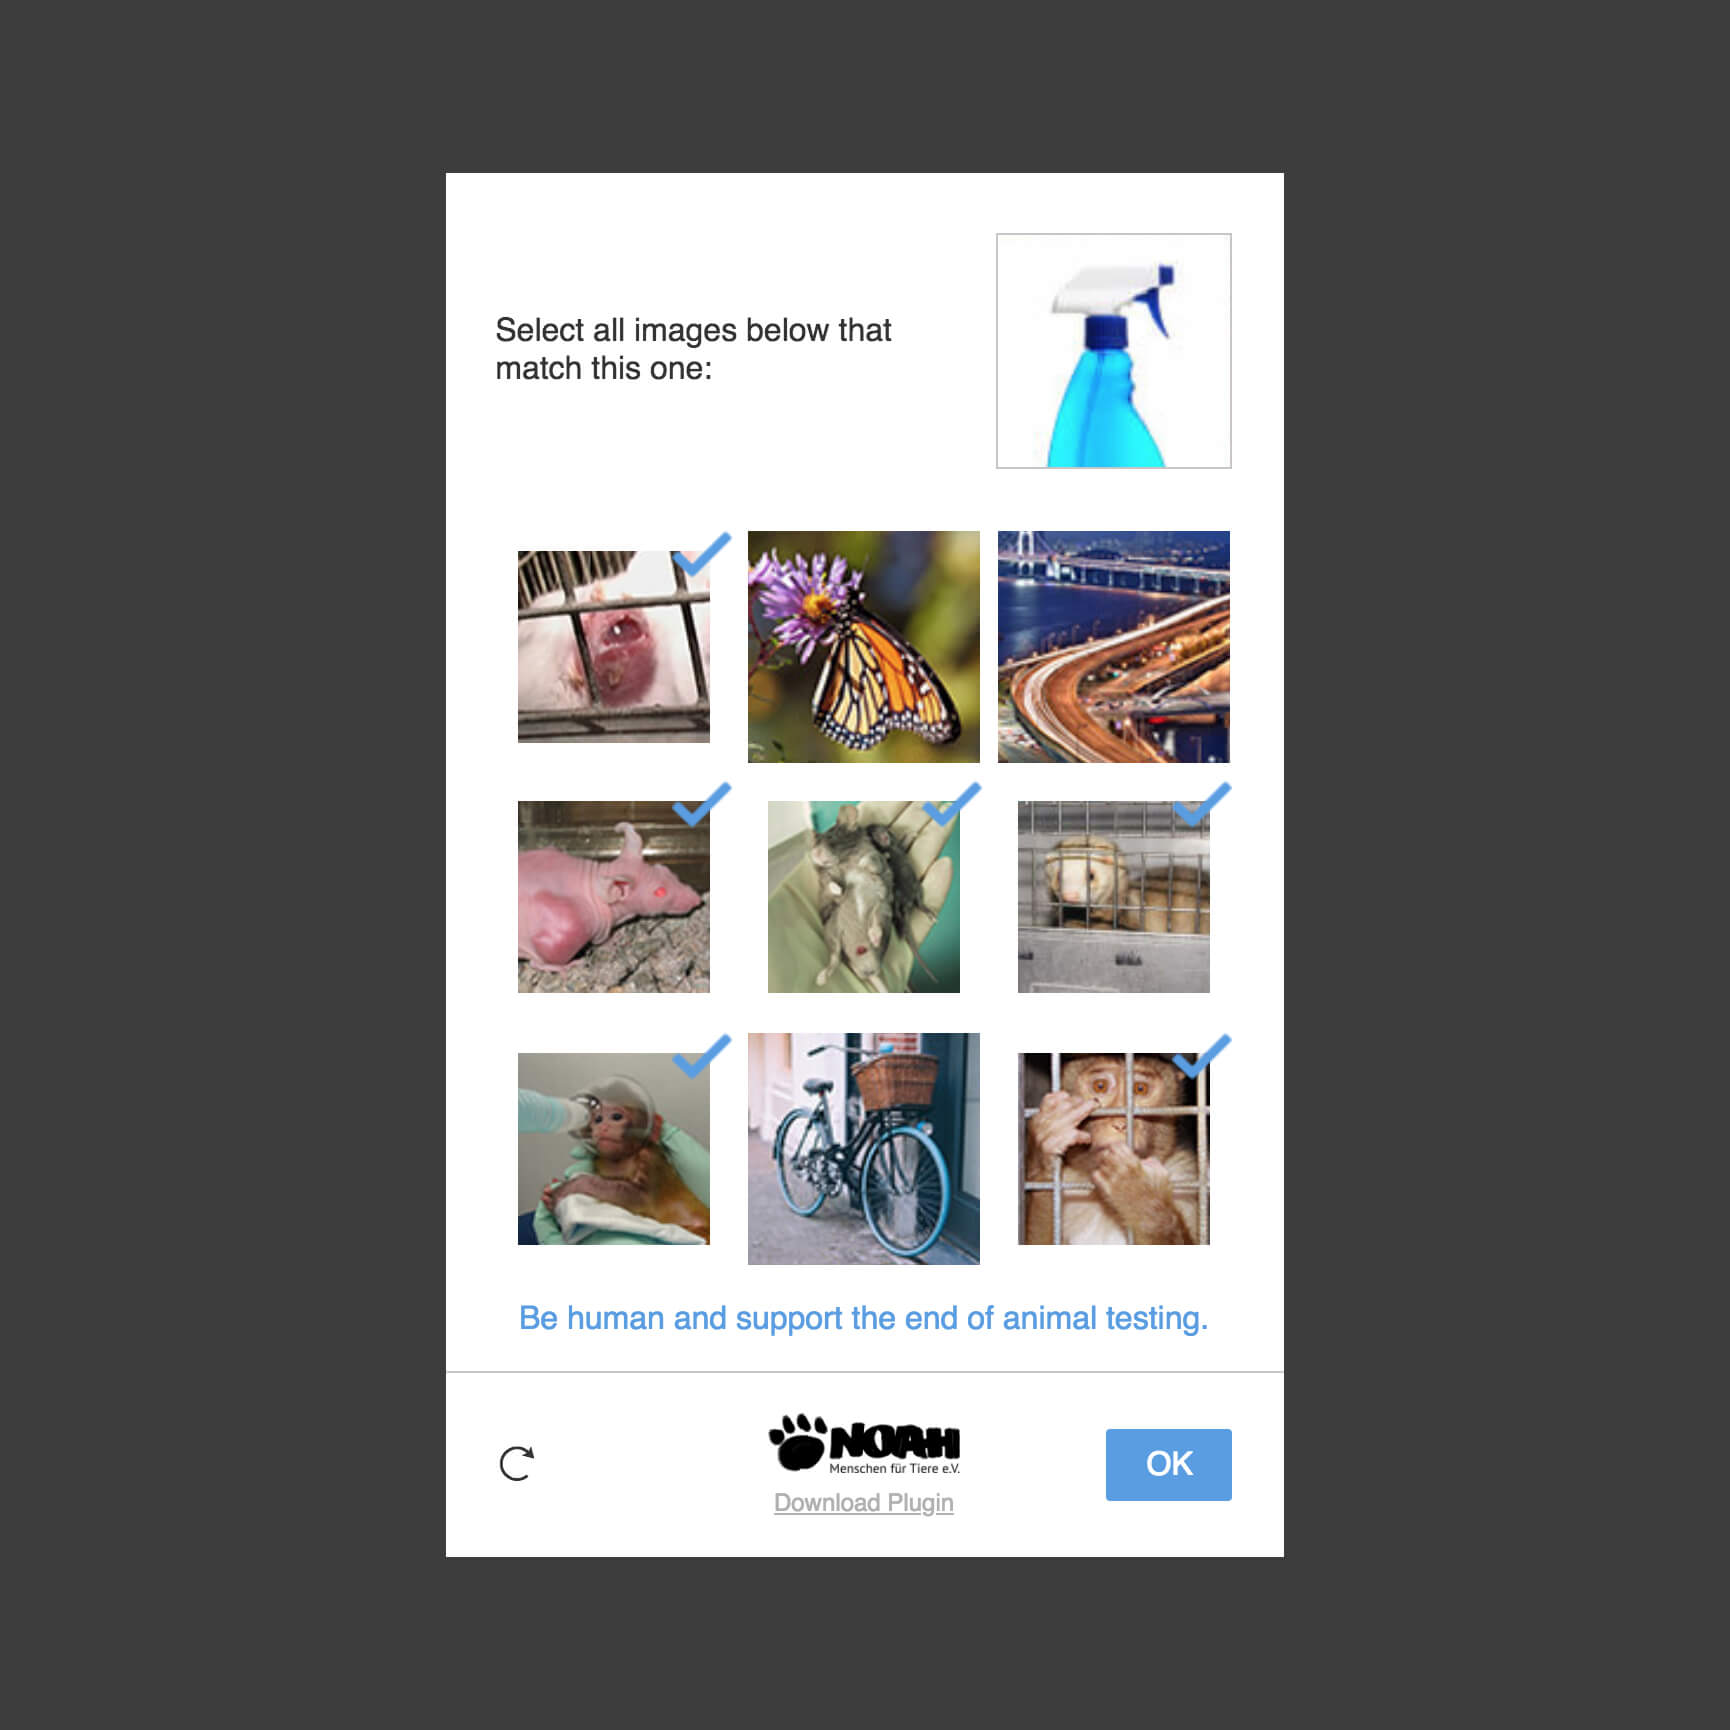 Select all images below that
match this one:
Be human and support the end of animal testing.
NOAH
Menschen für Tiere e.V.
Download Plugin
OK